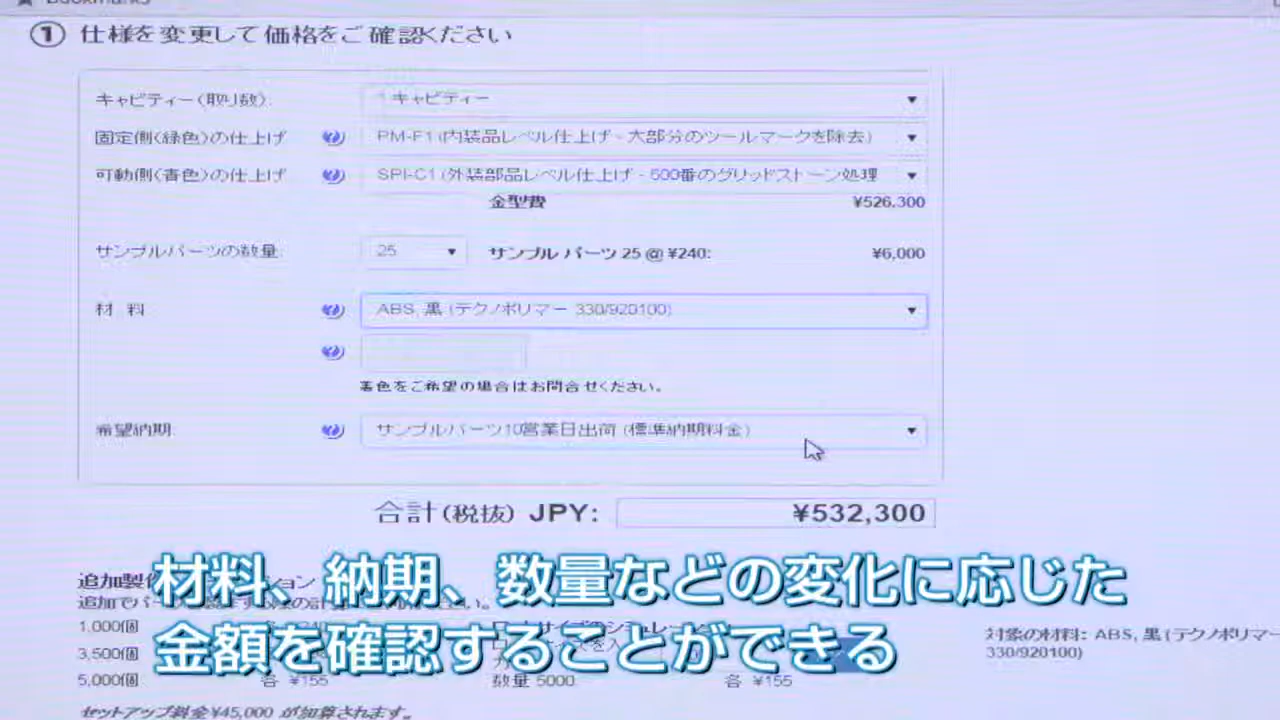 Bookmarks
① 仕様を変更して価格をご確認ください
キャビティー(取り数): 1 キャビティー
固定側(緑色)の仕上げ PM-F1 (内装品レベル仕上げ - 大部分のツールマークを除去)
可動側(青色)の仕上げ SPI-C1 (外装部品レベル仕上げ - 600番のグリッドストーン処理
金型費 ¥526,300
サンプルパーツの数量: 25 サンプル パーツ 25 @ ¥240: ¥6,000
材 料 ABS, 黒 (テクノポリマー 330/920100)
着色をご希望の場合はお問合せください。
希望納期: サンプルパーツ10営業日出荷 (標準納期料金)
合計(税抜) JPY: ¥532,300
追加製
材料、納期、数量などの変化に応じた
金額を確認することができる
1,000個
対象の材料: ABS, 黒 (テクノポリマー
330/920100)
3,500個
5,000個 各 ¥155 数量 5000 各 ¥155
セットアップ料金¥45,000 が加算されます。